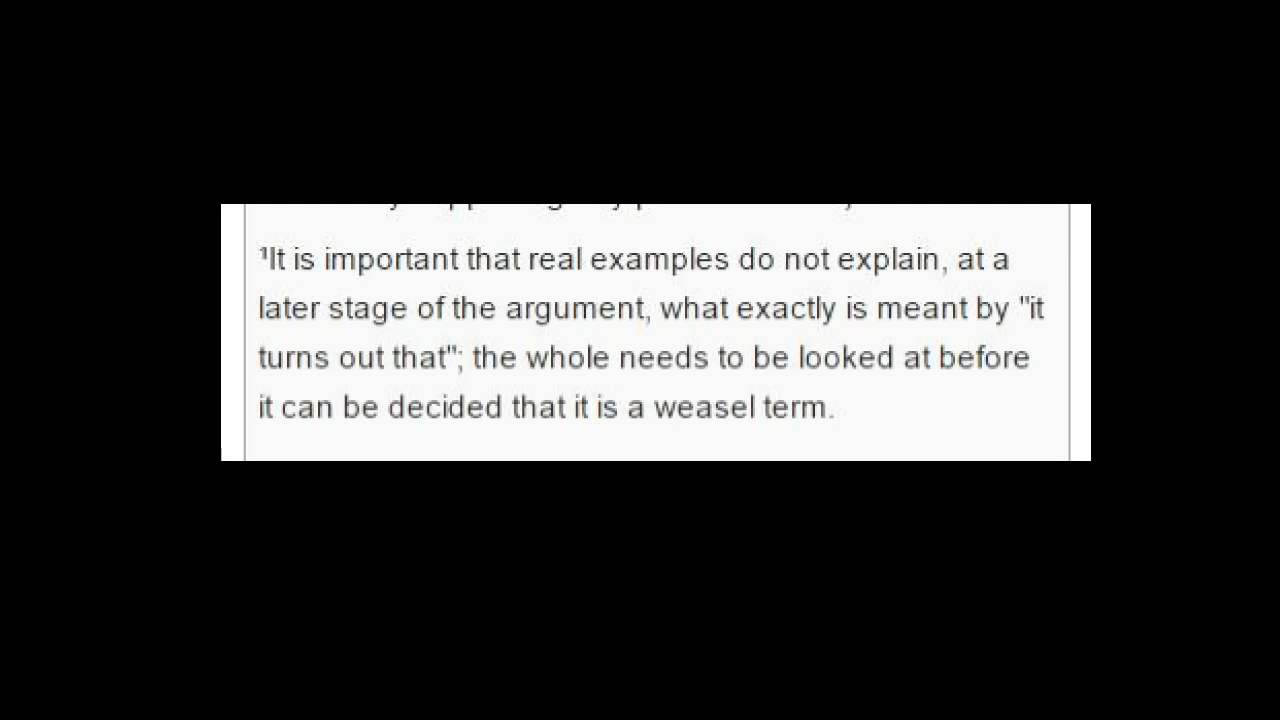 ¹It is important that real examples do not explain, at a
later stage of the argument, what exactly is meant by "it
turns out that"; the whole needs to be looked at before
it can be decided that it is a weasel term.